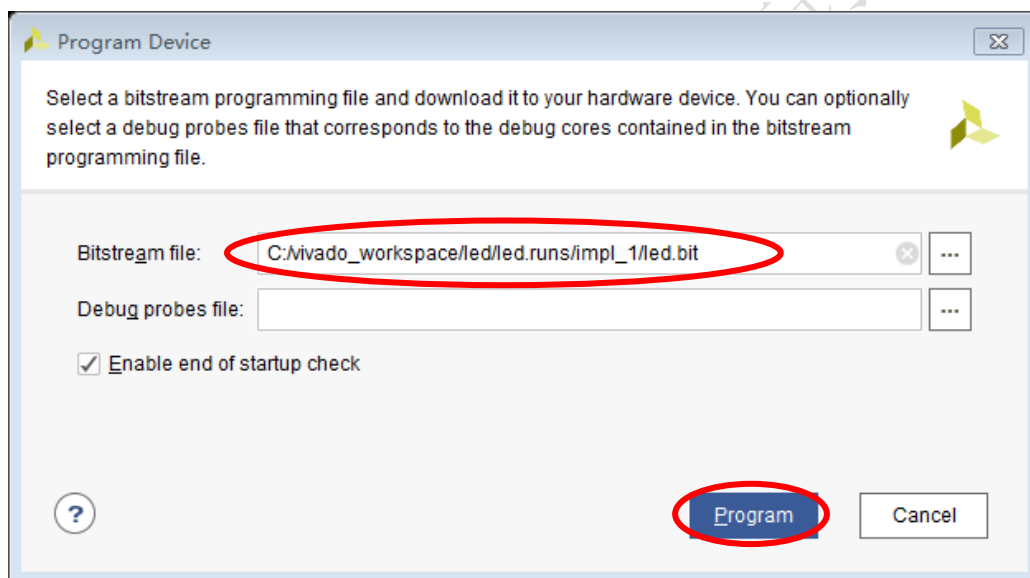 Program Device
Select a bitstream programming file and download it to your hardware device. You can optionally
select a debug probes file that corresponds to the debug cores contained in the bitstream
programming file.
Bitstream file: C:/vivado_workspace/led/led.runs/impl_1/led.bit ...
Debug probes file: ...
Enable end of startup check
? Program Cancel